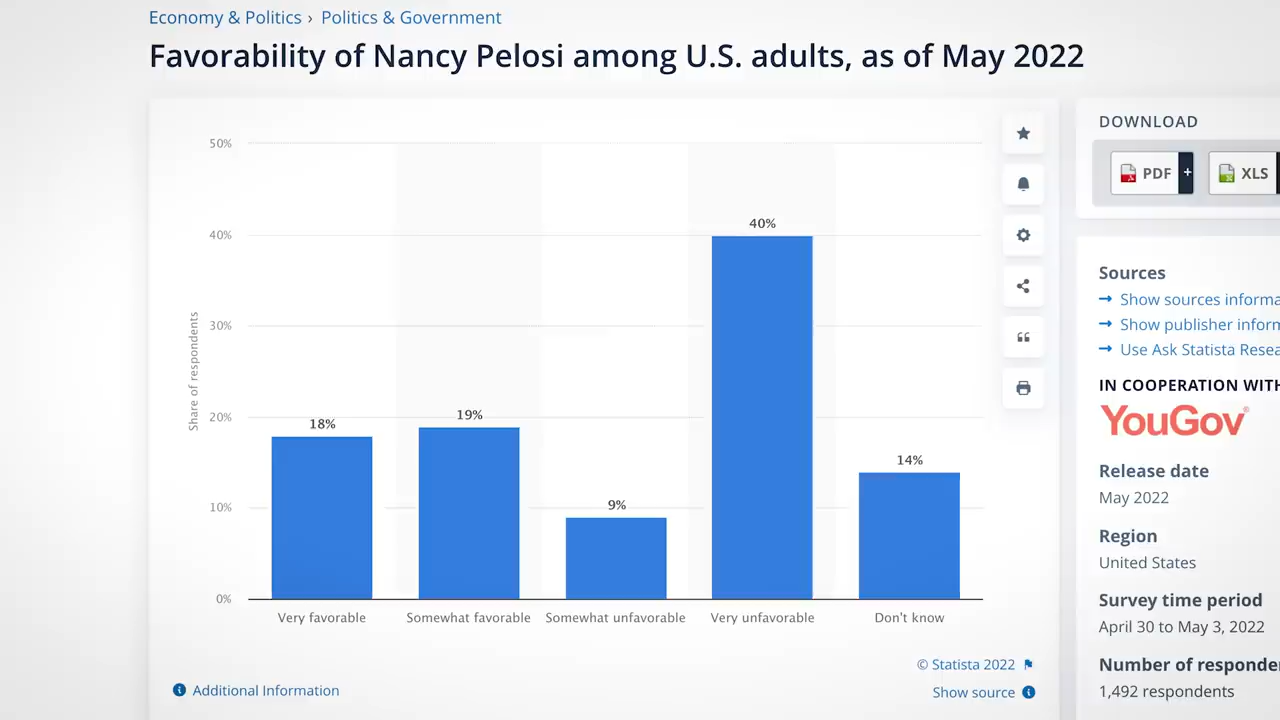 Economy & Politics › Politics & Government
Favorability of Nancy Pelosi among U.S. adults, as of May 2022
50%
40%
30%
20%
10%
0%
Share of respondents
18%
19%
9%
40%
14%
Very favorable
Somewhat favorable
Somewhat unfavorable
Very unfavorable
Don't know
© Statista 2022
Additional Information
Show source
DOWNLOAD
PDF +
XLS
Sources
→ Show sources informa
→ Show publisher inform
→ Use Ask Statista Resea
IN COOPERATION WITH
YouGov®
Release date
May 2022
Region
United States
Survey time period
April 30 to May 3, 2022
Number of responde
1,492 respondents